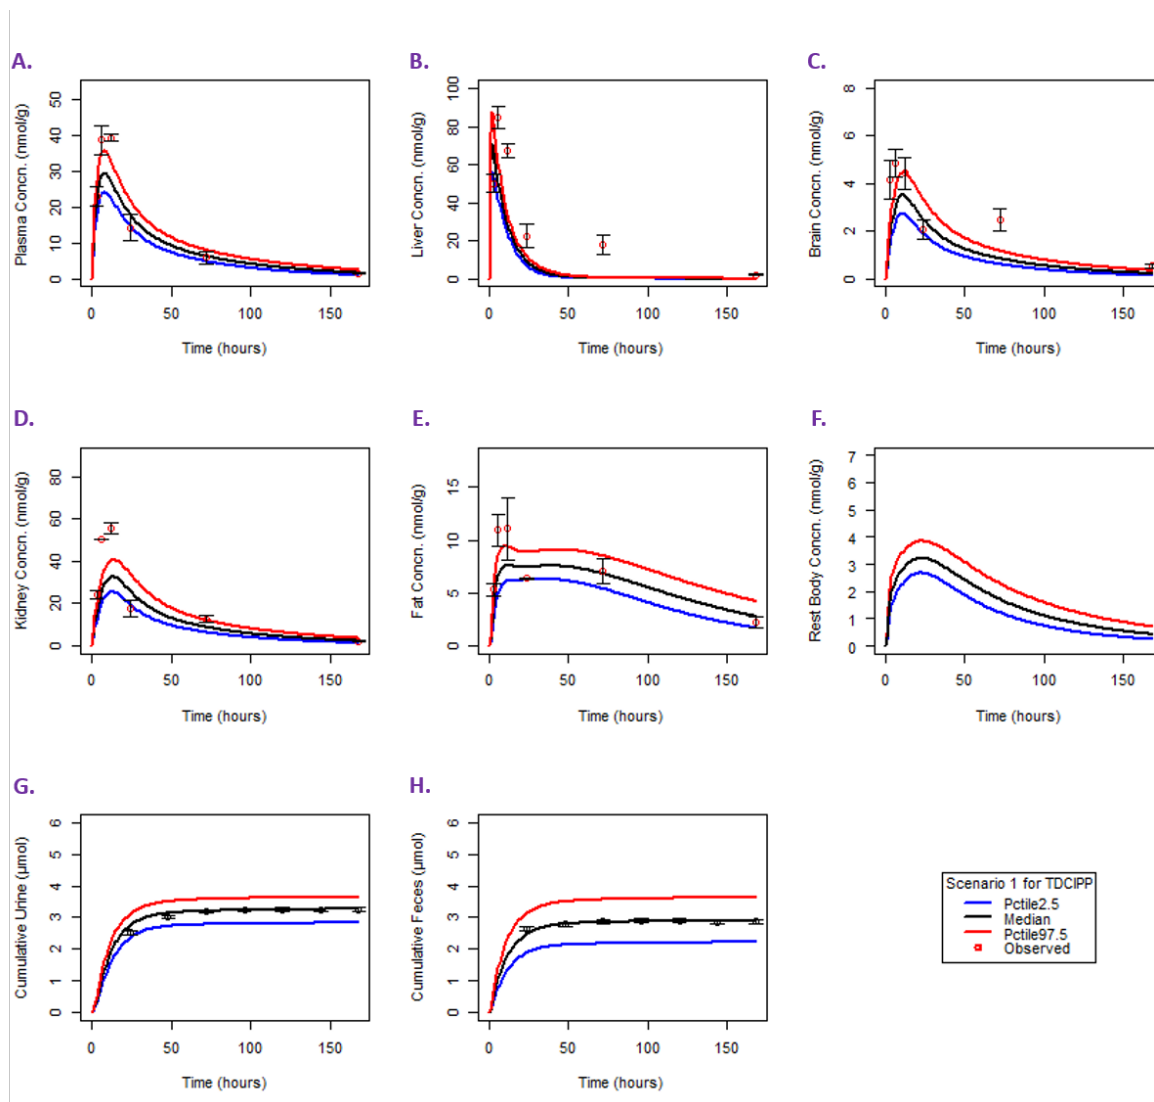 A.
B.
C.
Plasma Concn. (nmol/g)
50
40
30
20
10
0
0 50 100 150
Time (hours)
Liver Concn. (nmol/g)
100
80
60
40
20
0
0 50 100 150
Time (hours)
Brain Concn. (nmol/g)
8
6
4
2
0
0 50 100 150
Time (hours)
D.
E.
F.
Kidney Concn. (nmol/g)
80
60
40
20
0
0 50 100 150
Time (hours)
Fat Concn. (nmol/g)
15
10
5
0
0 50 100 150
Time (hours)
Rest Body Concn. (nmol/g)
7
6
5
4
3
2
1
0
0 50 100 150
Time (hours)
G.
H.
Cumulative Urine (µmol)
6
5
4
3
2
1
0
0 50 100 150
Time (hours)
Cumulative Feces (µmol)
6
5
4
3
2
1
0
0 50 100 150
Time (hours)
Scenario 1 for TDCIPP
Pctile2.5
Median
Pctile97.5
Observed